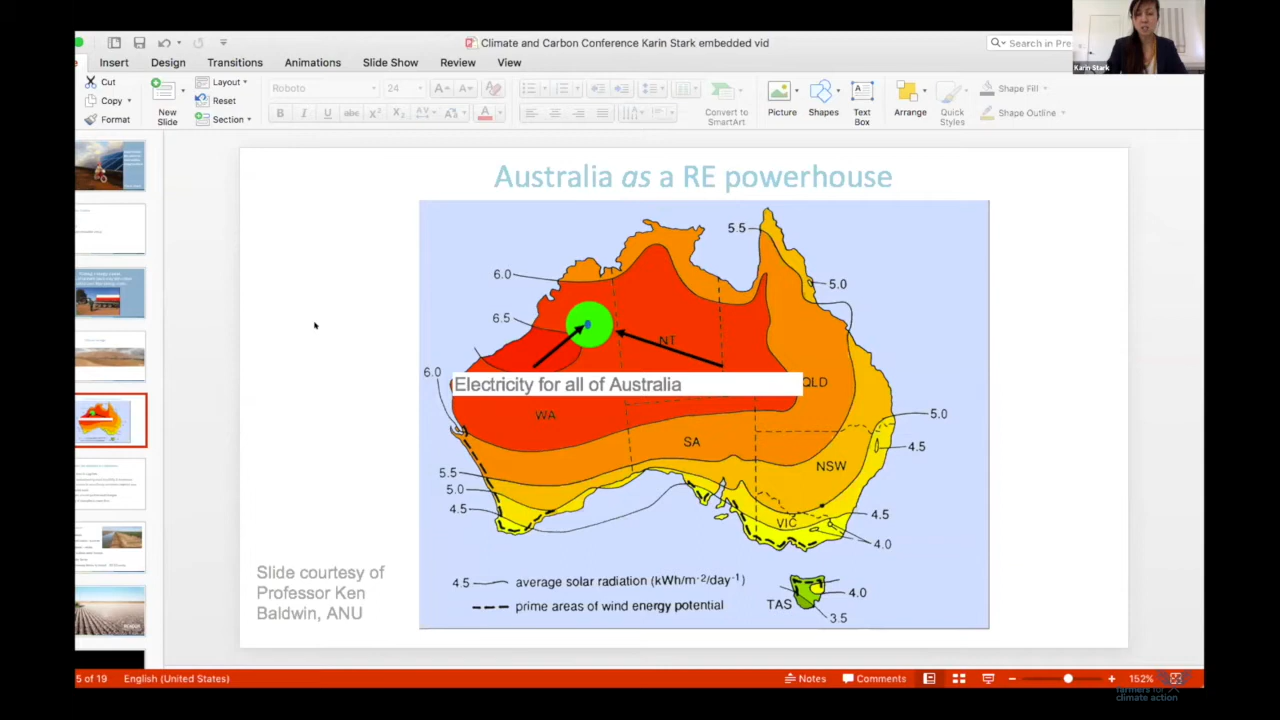 Climate and Carbon Conference Karin Stark embedded vid
Search in Pre
Karin Stark
Insert
Design
Transitions
Animations
Slide Show
Review
View
Cut
Copy
Format
New
Slide
Layout
Reset
Section
Roboto
24
B I U abc X² X₂ AV Aa A
Convert to
SmartArt
Picture
Shapes
Text
Box
Arrange
Quick
Styles
Shape Fill
Shape Outline
Australia as a RE powerhouse
5.5
6.0
5.0
6.5
NT
6.0
Electricity for all of Australia
QLD
WA
5.0
SA
4.5
NSW
5.5
5.0
4.5
4.5
VIC
4.0
Slide courtesy of
Professor Ken
Baldwin, ANU
4.5 average solar radiation (kWh/m⁻²/day⁻¹)
prime areas of wind energy potential
TAS
4.0
3.5
5 of 19
English (United States)
Notes
Comments
152%
farmers for
climate action